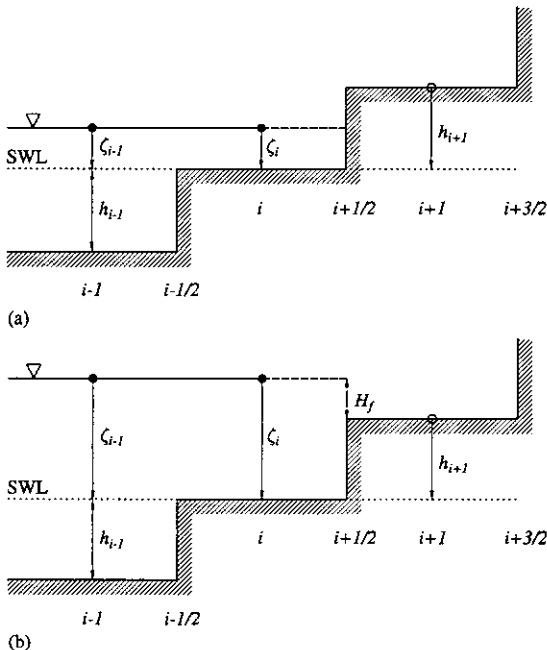 ζi-1 ζi hi+1
SWL
hi-1
i i+1/2 i+1 i+3/2
i-1 i-1/2
(a)
Hf
ζi-1 ζi hi+1
SWL
hi-1
i i+1/2 i+1 i+3/2
i-1 i-1/2
(b)